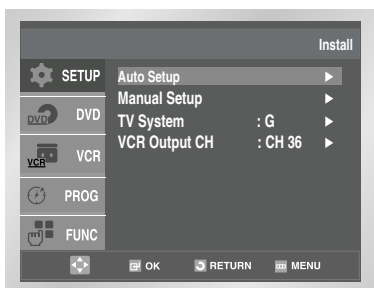 Install
SETUP
DVD DVD
VCR VCR
PROG
FUNC
Auto Setup
Manual Setup
TV System : G
VCR Output CH : CH 36
OK RETURN MENU